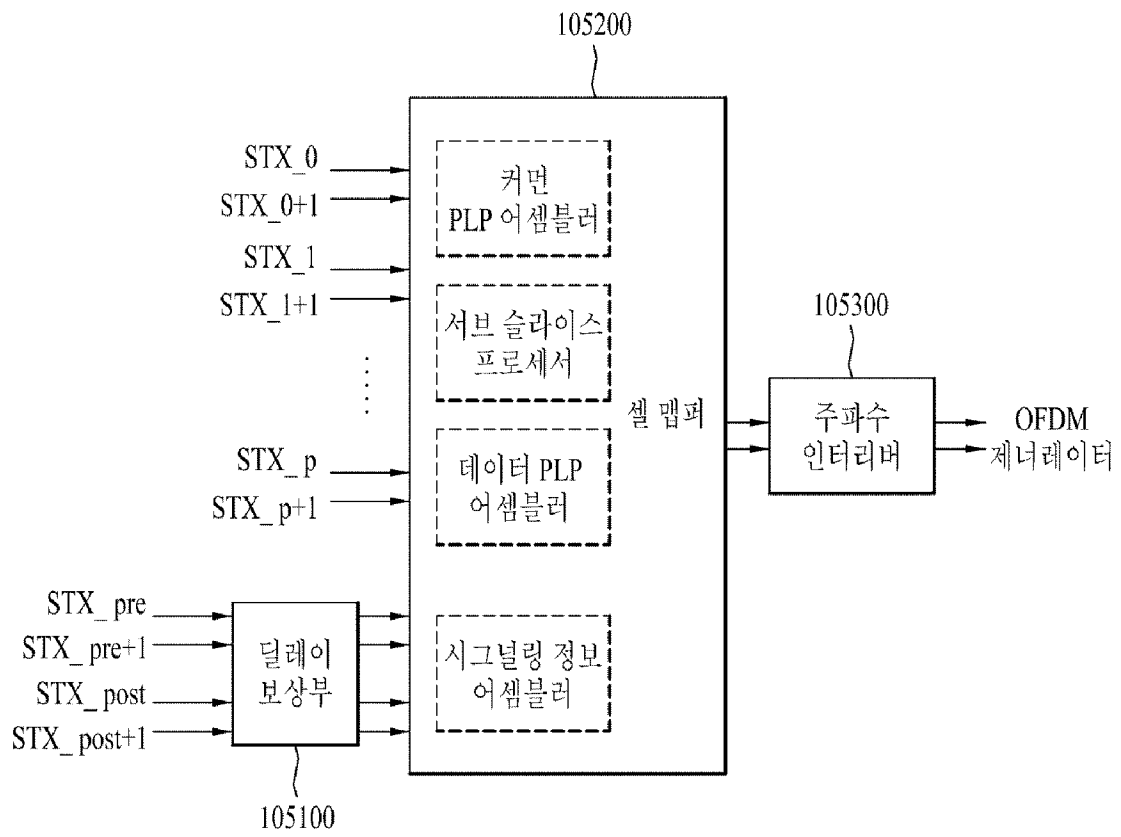 105200
STX_0
STX_0+1
STX_1
STX_1+1
STX_p
STX_p+1
STX_pre
STX_pre+1
STX_post
STX_post+1
딜레이
보상부
105100
커먼
PLP 어셈블러
서브 슬라이스
프로세서
데이터 PLP
어셈블러
시그널링 정보
어셈블러
셀 맵퍼
105300
주파수
인터리버
OFDM
제너레이터